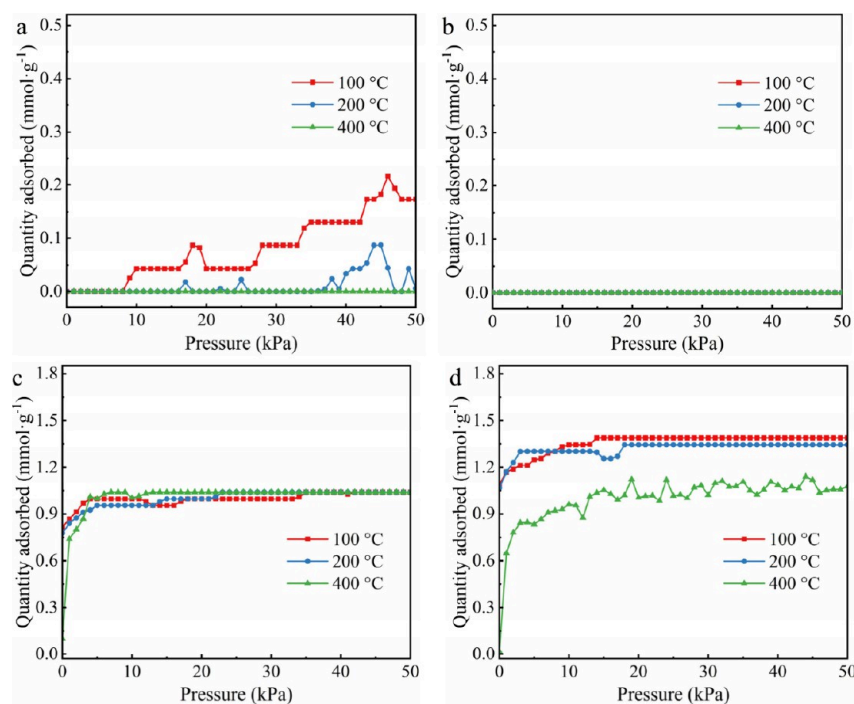 a
0.5
0.4
0.3
0.2
0.1
0.0
Quantity adsorbed (mmol·g⁻¹)
100 °C
200 °C
400 °C
0 10 20 30 40 50
Pressure (kPa)
b
0.5
0.4
0.3
0.2
0.1
0.0
Quantity adsorbed (mmol·g⁻¹)
100 °C
200 °C
400 °C
0 10 20 30 40 50
Pressure (kPa)
c
1.8
1.5
1.2
0.9
0.6
0.3
0.0
Quantity adsorbed (mmol·g⁻¹)
100 °C
200 °C
400 °C
0 10 20 30 40 50
Pressure (kPa)
d
1.8
1.5
1.2
0.9
0.6
0.3
0.0
Quantity adsorbed (mmol·g⁻¹)
100 °C
200 °C
400 °C
0 10 20 30 40 50
Pressure (kPa)